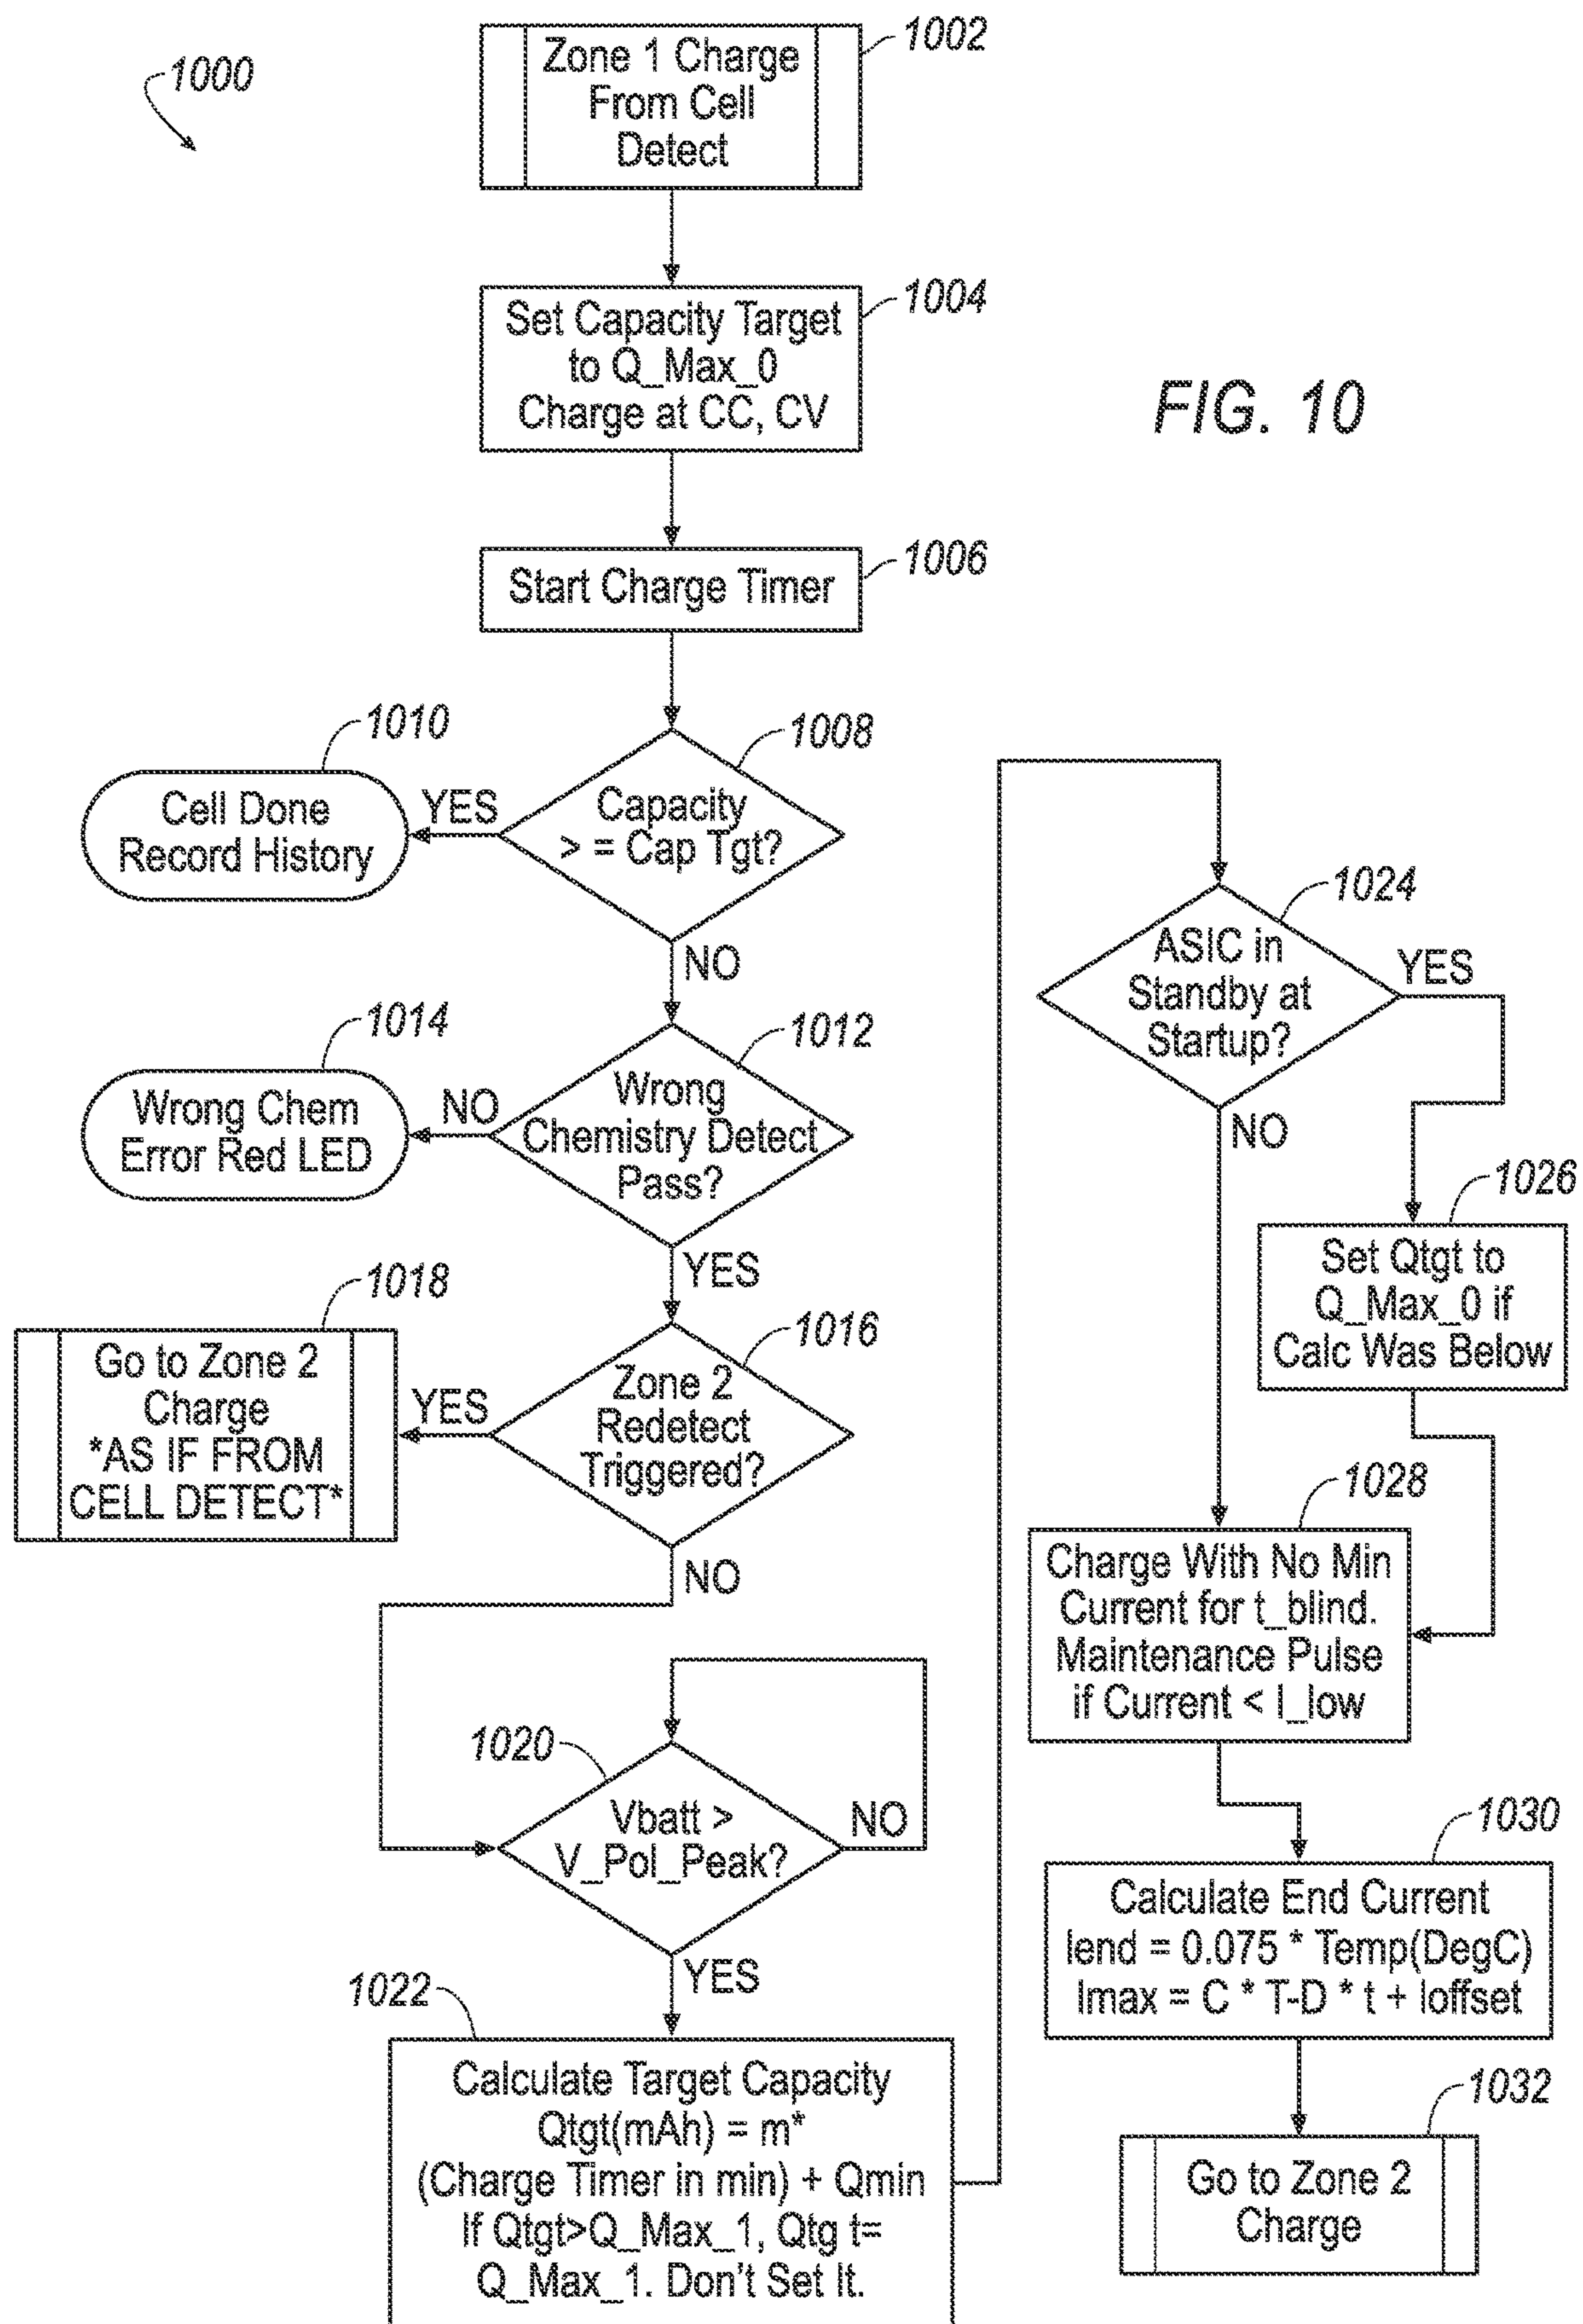 1000
Zone 1 Charge
From Cell
Detect
1002
Set Capacity Target
to Q_Max_0
Charge at CC, CV
1004
FIG. 10
Start Charge Timer
1006
Capacity
> = Cap Tgt?
1008
YES
1010
Cell Done
Record History
NO
Wrong
Chemistry Detect
Pass?
1012
NO
1014
Wrong Chem
Error Red LED
YES
Zone 2
Redetect
Triggered?
1016
YES
1018
Go to Zone 2
Charge
*AS IF FROM
CELL DETECT*
NO
1020
Vbatt >
V_Pol_Peak?
NO
YES
1022
Calculate Target Capacity
Qtgt(mAh) = m*
(Charge Timer in min) + Qmin
If Qtgt>Q_Max_1, Qtg t=
Q_Max_1. Don't Set It.
1024
ASIC in
Standby at
Startup?
YES
NO
1026
Set Qtgt to
Q_Max_0 if
Calc Was Below
1028
Charge With No Min
Current for t_blind.
Maintenance Pulse
if Current < I_low
1030
Calculate End Current
Iend = 0.075 * Temp(DegC)
Imax = C * T-D * t + Ioffset
1032
Go to Zone 2
Charge